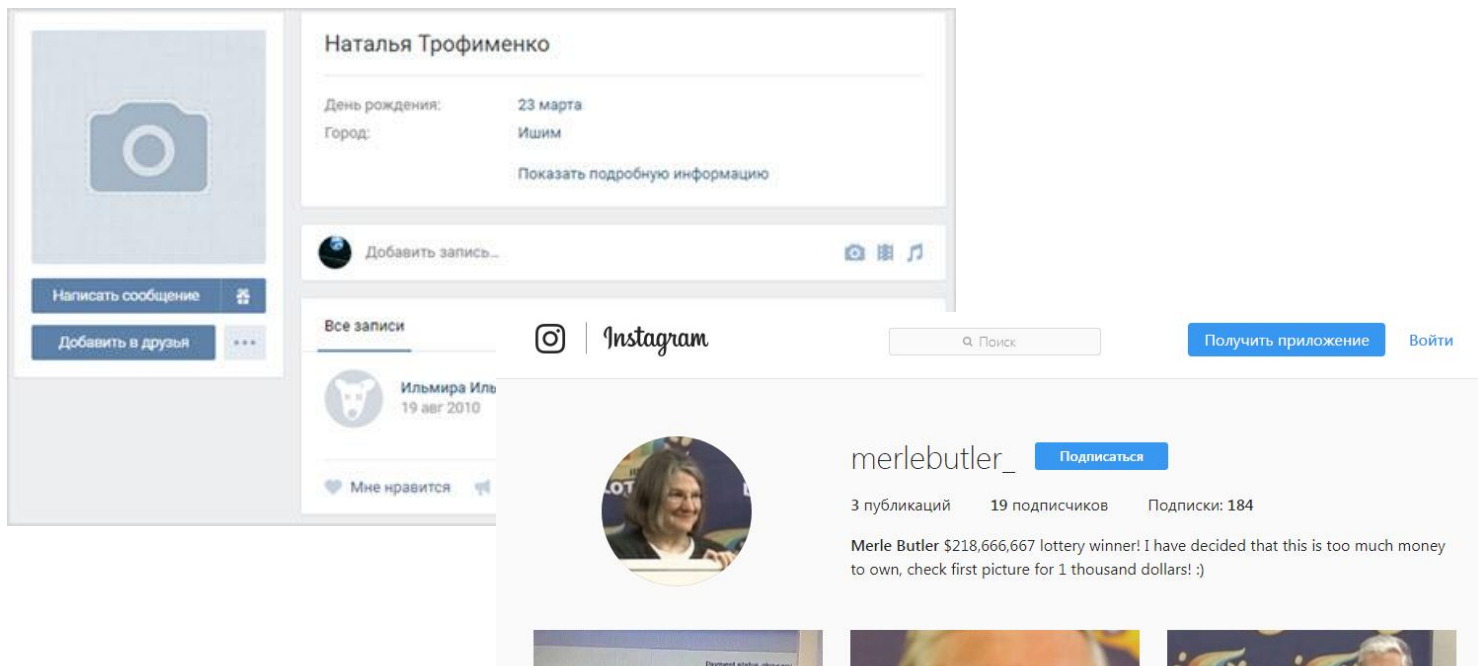 Наталья Трофименко
День рождения: 23 марта
Город: Ишим
Показать подробную информацию
Добавить запись...
Написать сообщение
Добавить в друзья
Все записи
Ильмира
19 авг 2010
Мне нравится
Instagram
Поиск
Получить приложение
Войти
merlebutler_ Подписаться
3 публикаций 19 подписчиков Подписки: 184
Merle Butler $218,666,667 lottery winner! I have decided that this is too much money
to own, check first picture for 1 thousand dollars! :)
LOT